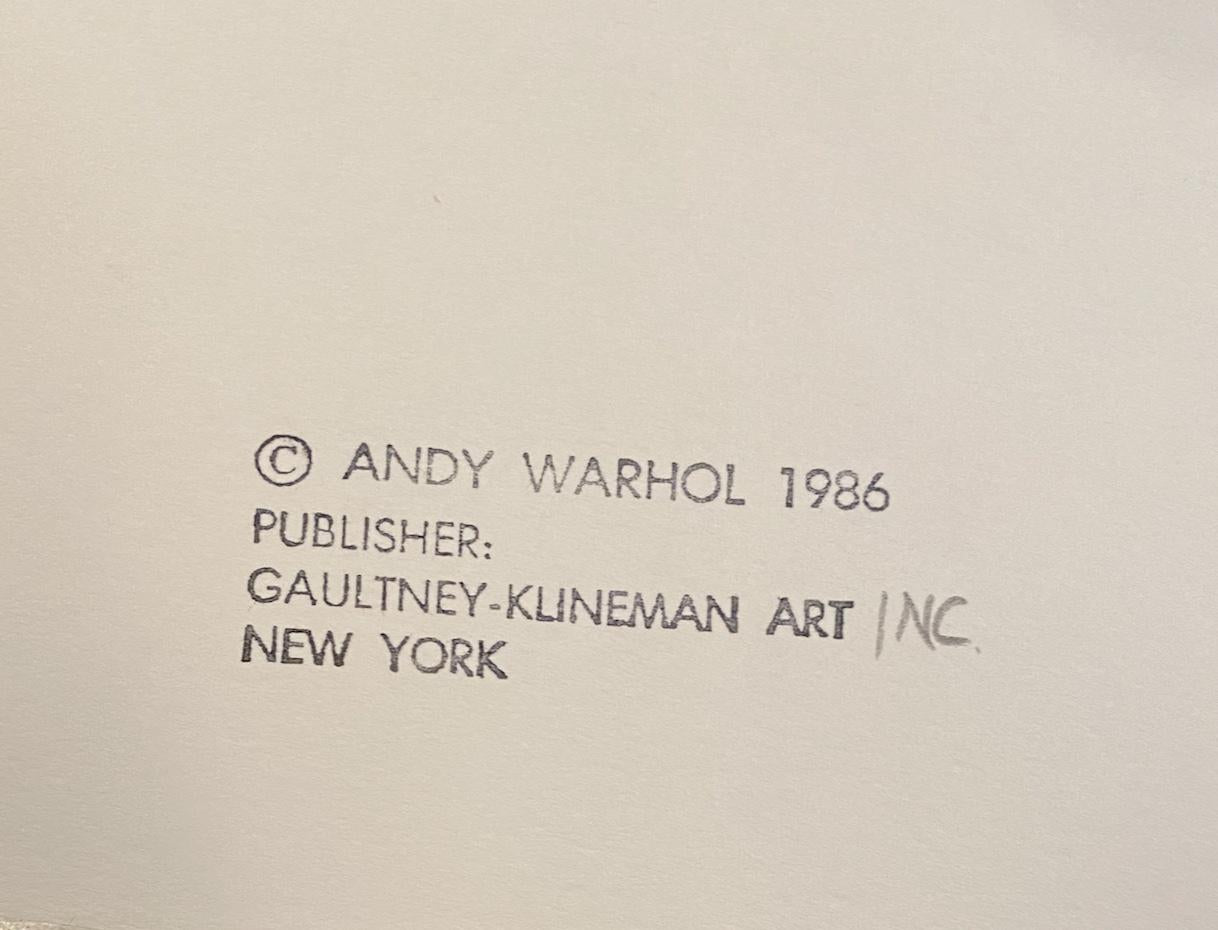 © ANDY WARHOL 1986
PUBLISHER:
GAULTNEY-KLINEMAN ART INC.
NEW YORK